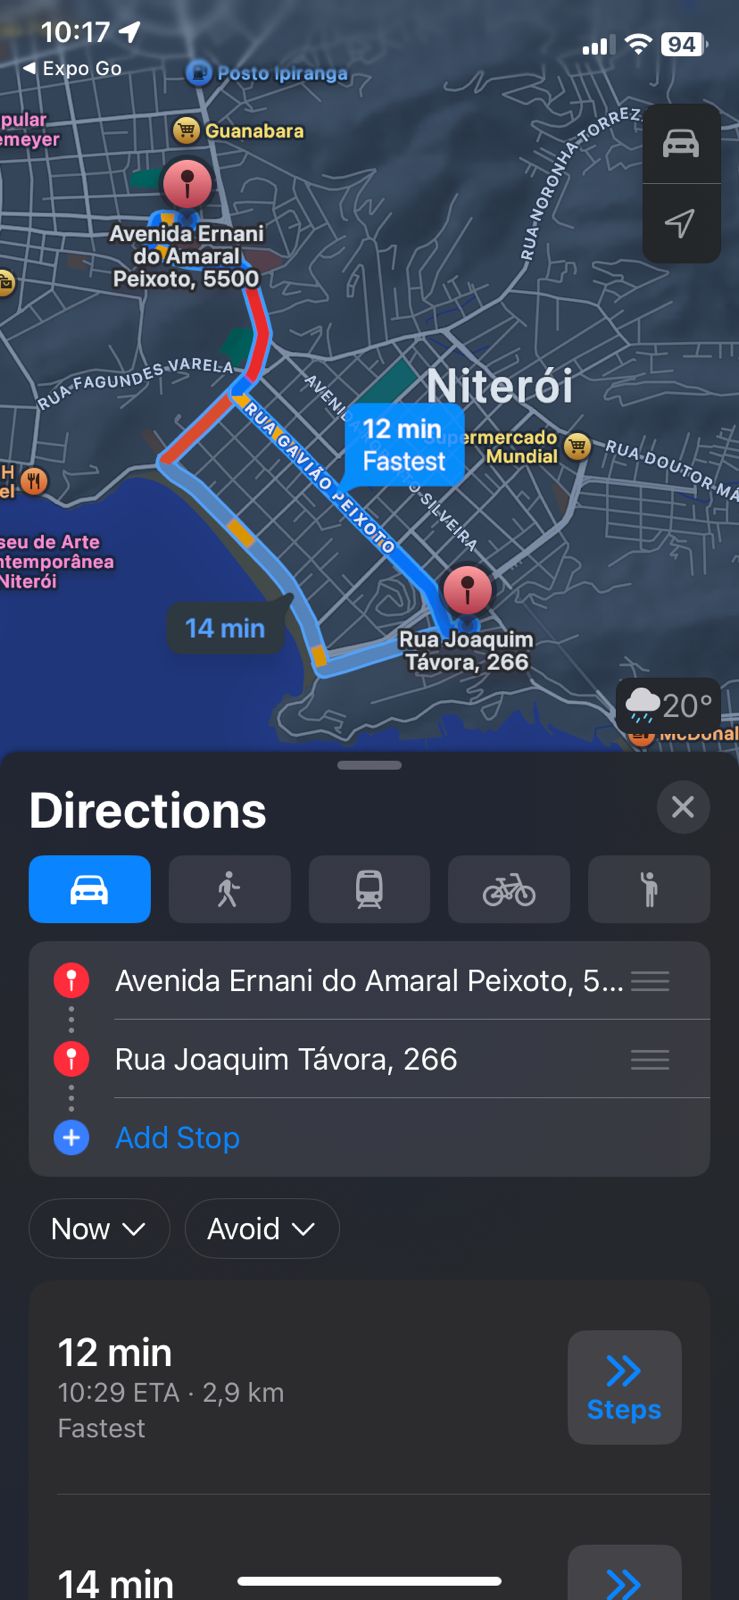 10:17
94
Expo Go
Posto Ipiranga
pular
emeyer
Guanabara
RUA NORONHA TORREZ
Avenida Ernani
do Amaral
Peixoto, 5500
RUA FAGUNDES VARELA
Niterói
12 min
Fastest
ermercado
Mundial
RUA DOUTOR MÁ
RUA GAVIÃO PEIXOTO
AVENIDA
SILVEIRA
H
el
seu de Arte
ntemporânea
Niterói
14 min
Rua Joaquim
Távora, 266
20°
McDonal
Directions
Avenida Ernani do Amaral Peixoto, 5...
Rua Joaquim Távora, 266
Add Stop
Now
Avoid
12 min
10:29 ETA · 2,9 km
Fastest
Steps
14 min